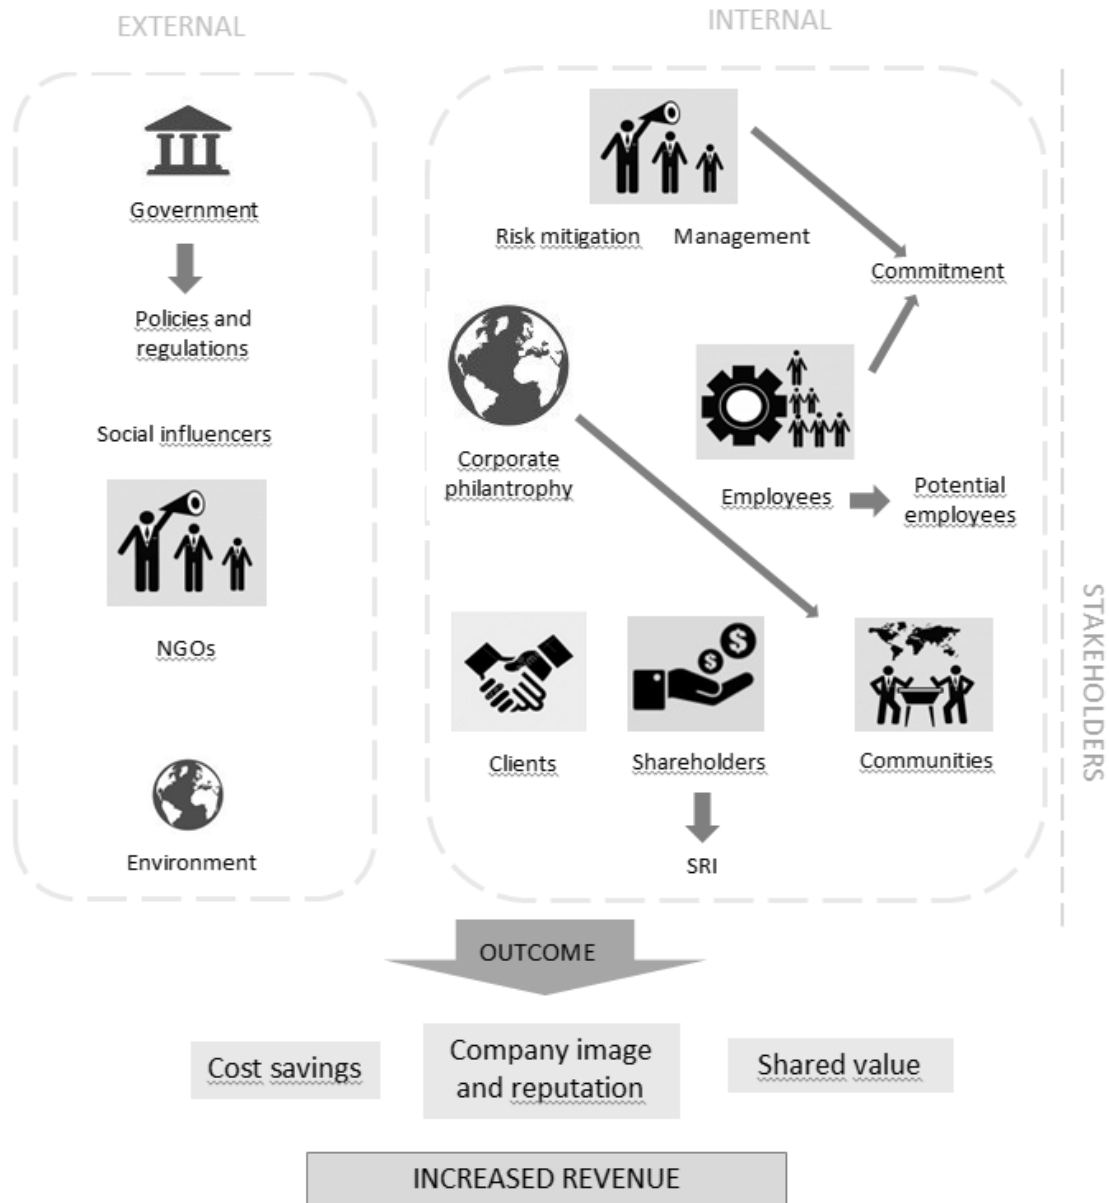 EXTERNAL
INTERNAL
Government
Policies and
regulations
Social influencers
NGOs
Environment
Risk mitigation
Management
Commitment
Corporate
philantrophy
Employees
Potential
employees
Clients
Shareholders
Communities
SRI
STAKEHOLDERS
OUTCOME
Cost savings
Company image
and reputation
Shared value
INCREASED REVENUE